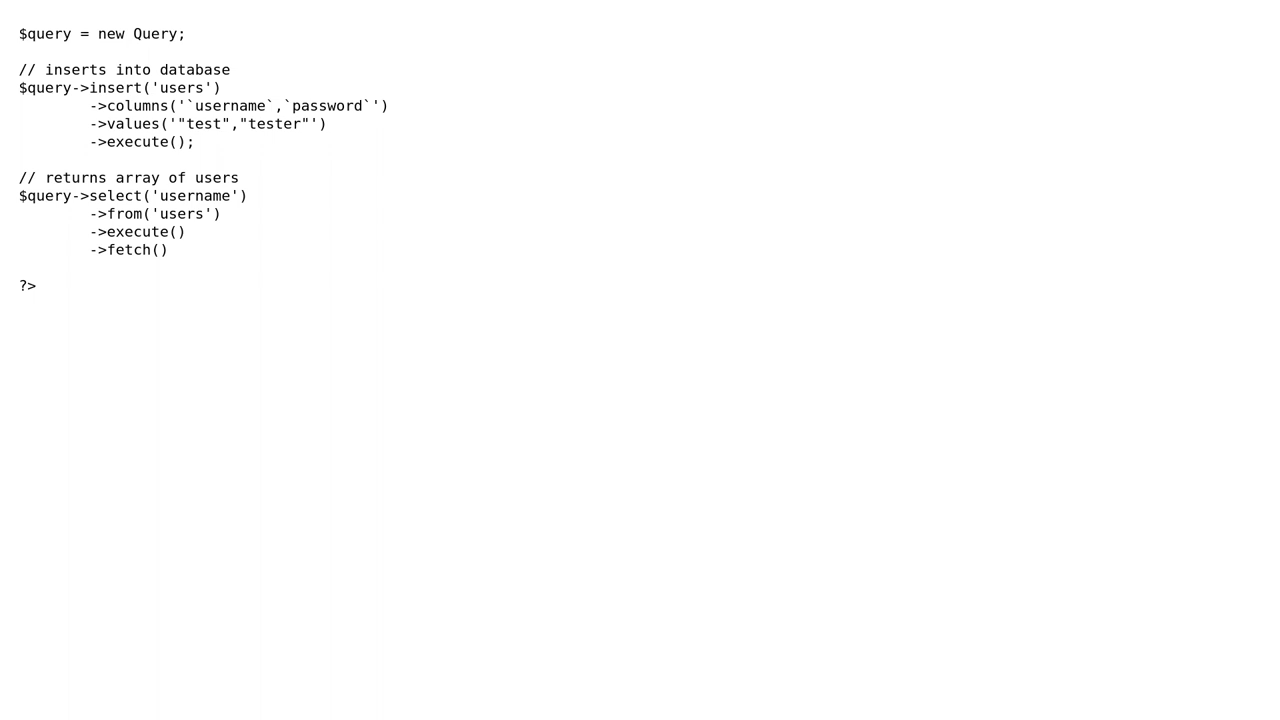 $query = new Query;

// inserts into database
$query->insert('users')
        ->columns('`username`,`password`')
        ->values('"test","tester"')
        ->execute();

// returns array of users
$query->select('username')
        ->from('users')
        ->execute()
        ->fetch()

?>